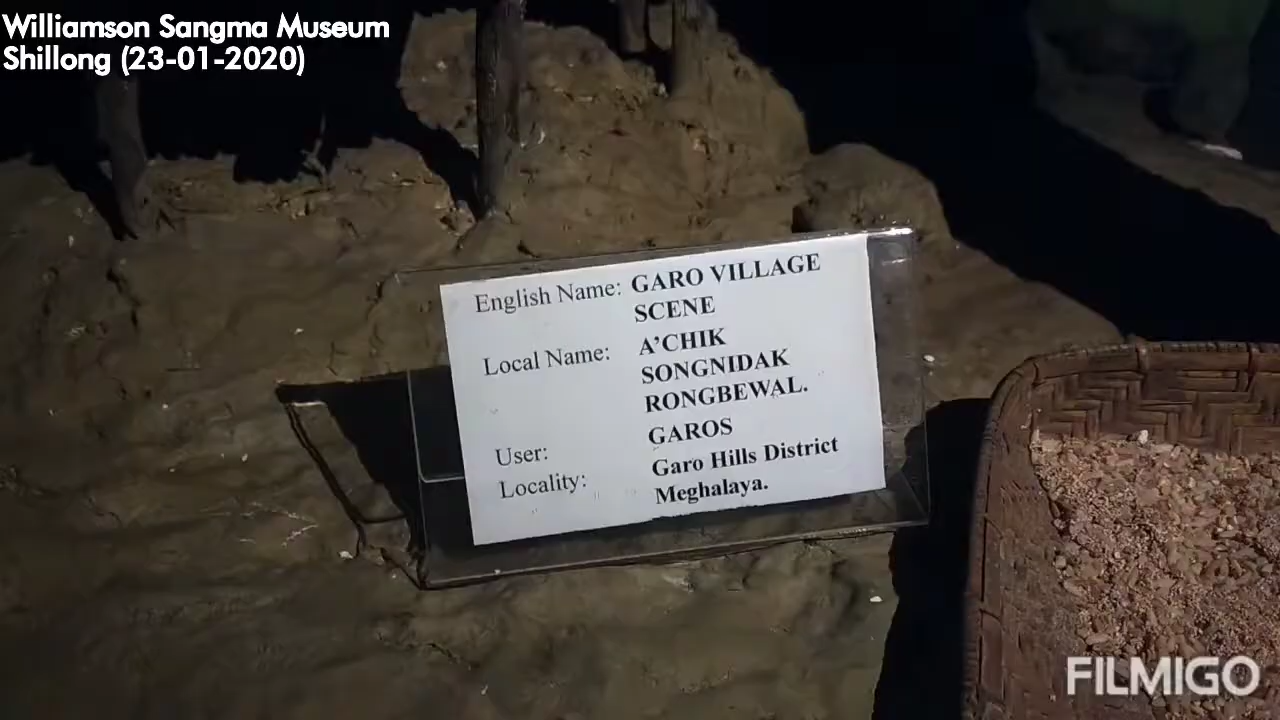 Williamson Sangma Museum
Shillong (23-01-2020)
English Name: GARO VILLAGE
SCENE
Local Name: A'CHIK
SONGNIDAK
RONGBEWAL.
User: GAROS
Locality: Garo Hills District
Meghalaya.
FILMIGO